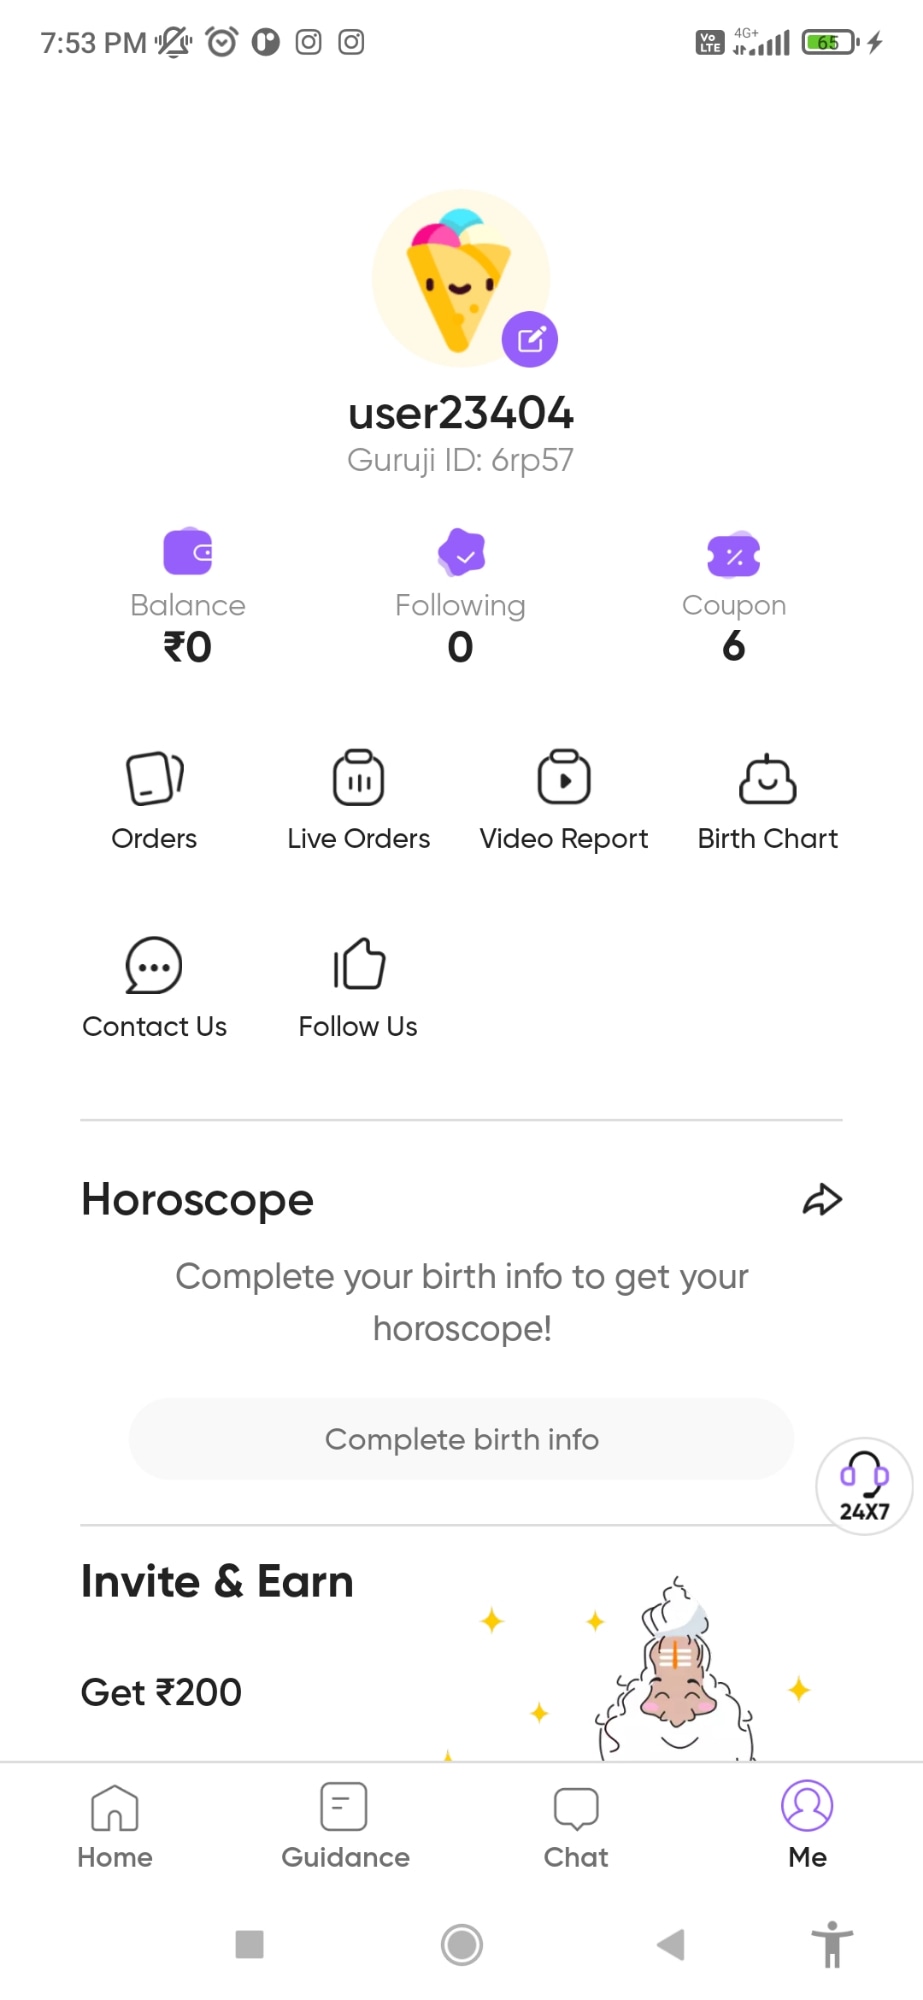 7:53 PM
Vo LTE 4G+ 65
user23404
Guruji ID: 6rp57
Balance Following Coupon
₹0 0 6
Orders Live Orders Video Report Birth Chart
Contact Us Follow Us
Horoscope
Complete your birth info to get your
horoscope!
Complete birth info
24X7
Invite & Earn
Get ₹200
Home Guidance Chat Me